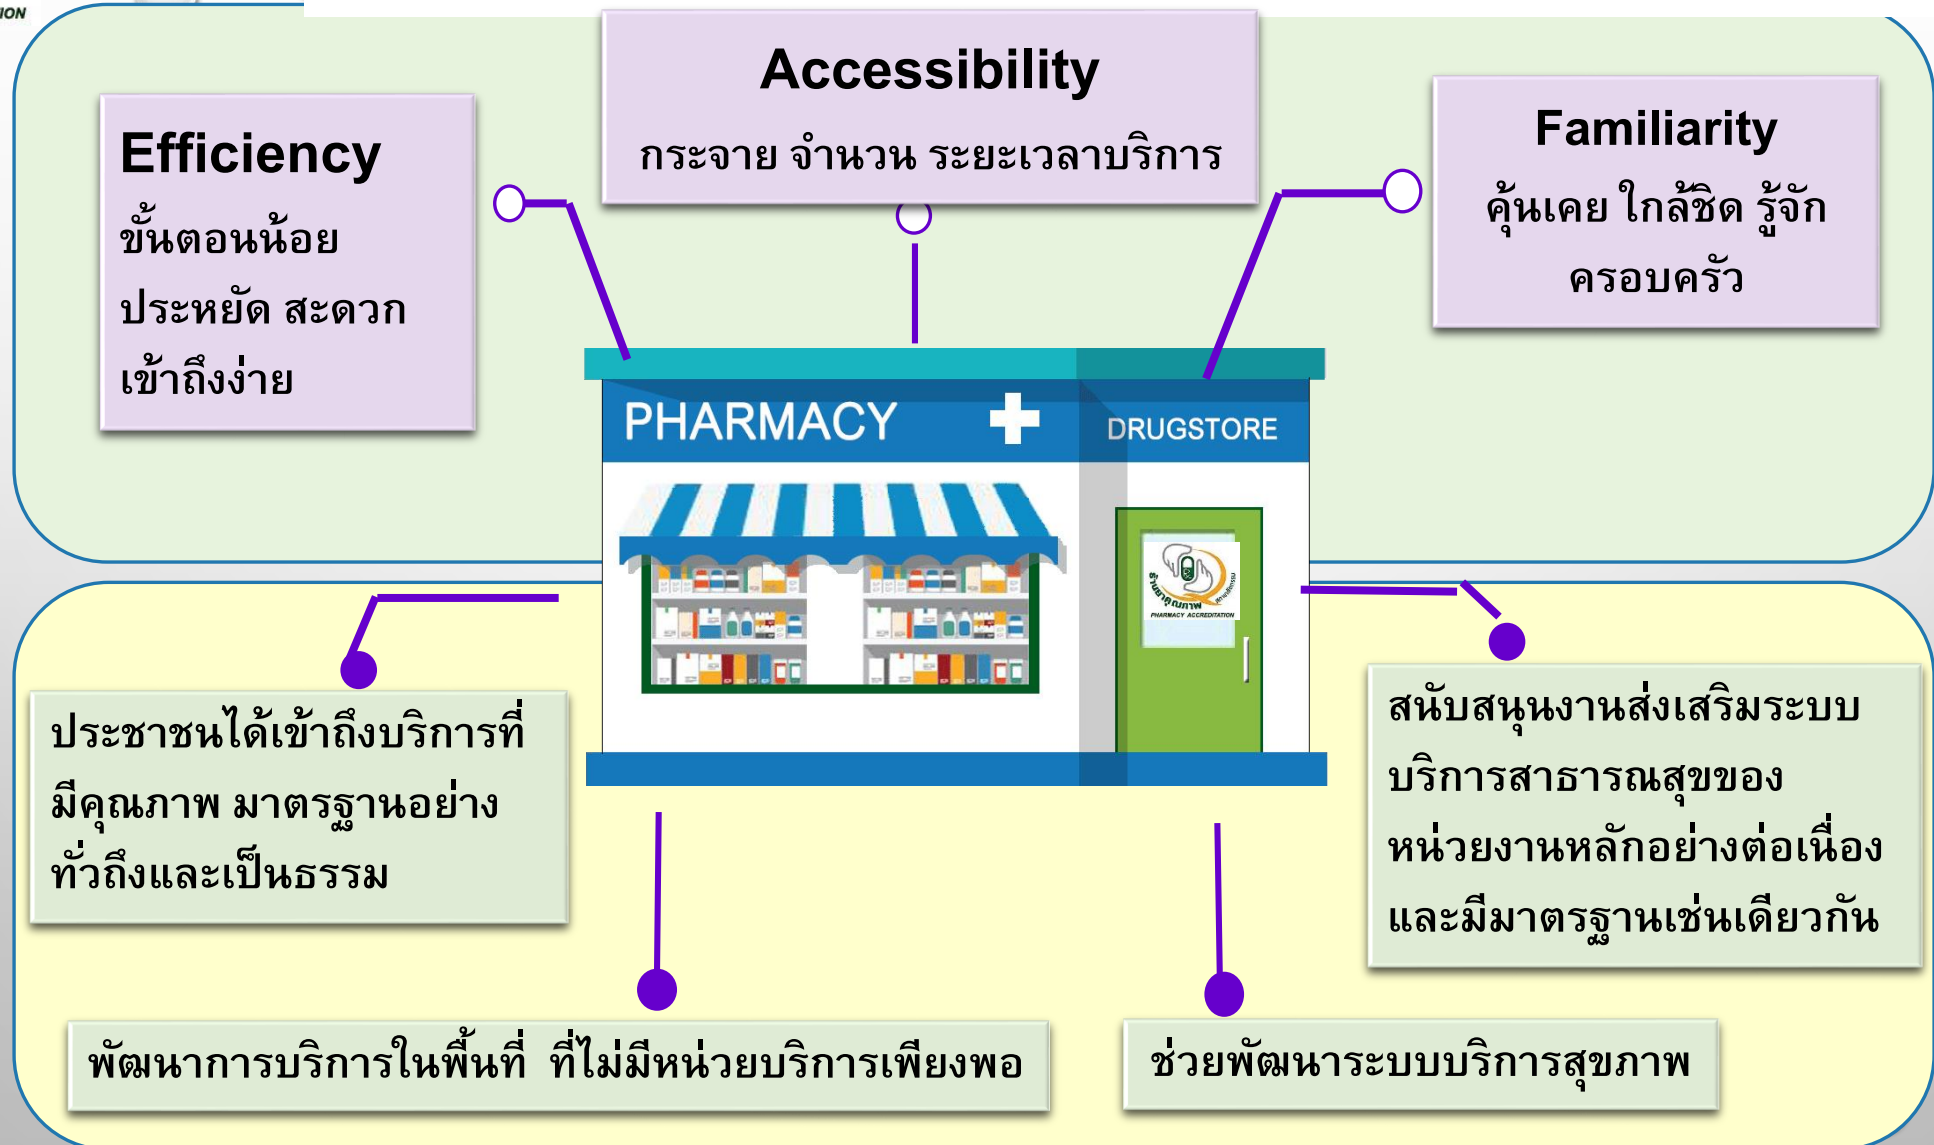 ION
Accessibility
กระจาย จำนวน ระยะเวลาบริการ
Efficiency
ขั้นตอนน้อย
ประหยัด สะดวก
เข้าถึงง่าย
Familiarity
คุ้นเคย ใกล้ชิด รู้จัก
ครอบครัว
PHARMACY
DRUGSTORE
ร้านยาคุณภาพ
PHARMACY ACCREDITATION
ประชาชนได้เข้าถึงบริการที่
มีคุณภาพ มาตรฐานอย่าง
ทั่วถึงและเป็นธรรม
สนับสนุนงานส่งเสริมระบบ
บริการสาธารณสุขของ
หน่วยงานหลักอย่างต่อเนื่อง
และมีมาตรฐานเช่นเดียวกัน
พัฒนาการบริการในพื้นที่ ที่ไม่มีหน่วยบริการเพียงพอ
ช่วยพัฒนาระบบบริการสุขภาพ